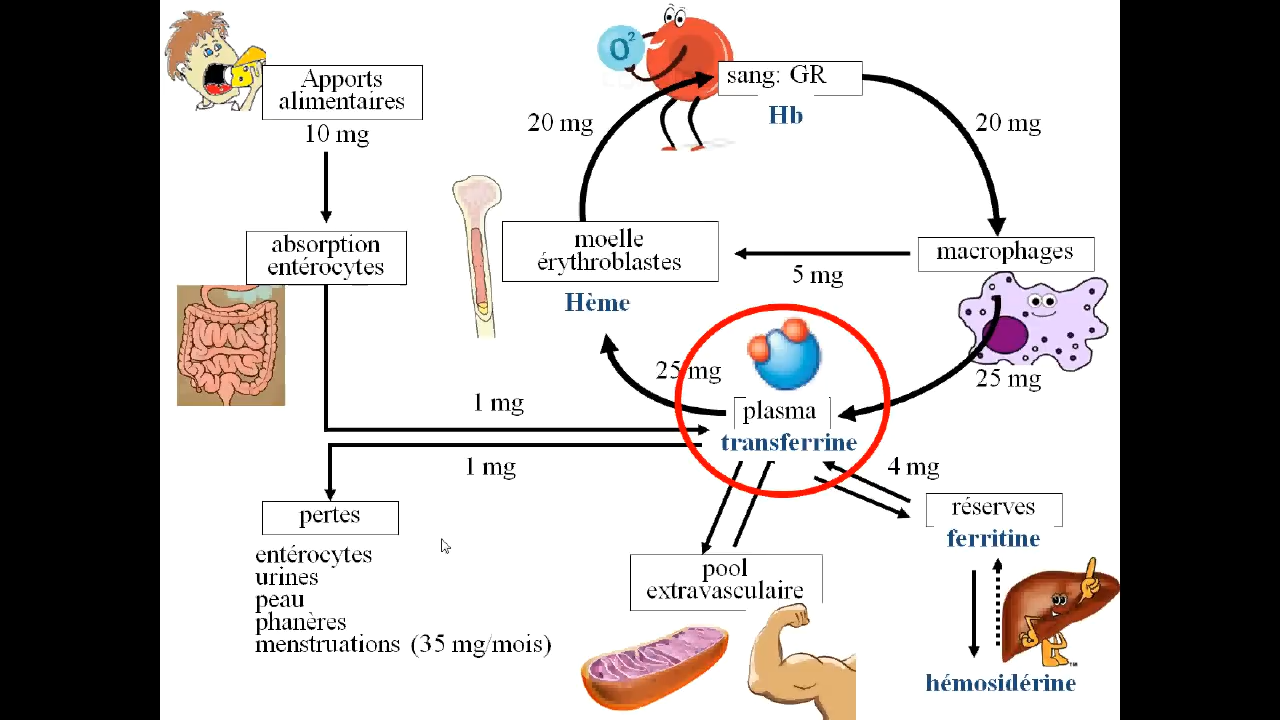 Apports
alimentaires
10 mg
absorption
entérocytes
1 mg
1 mg
pertes
entérocytes
urines
peau
phanères
menstruations (35 mg/mois)
O²
sang: GR
Hb
20 mg
20 mg
moelle
érythroblastes
Hème
macrophages
5 mg
25 mg
25 mg
plasma
transferrine
4 mg
réserves
ferritine
pool
extravasculaire
hémosidérine
TM